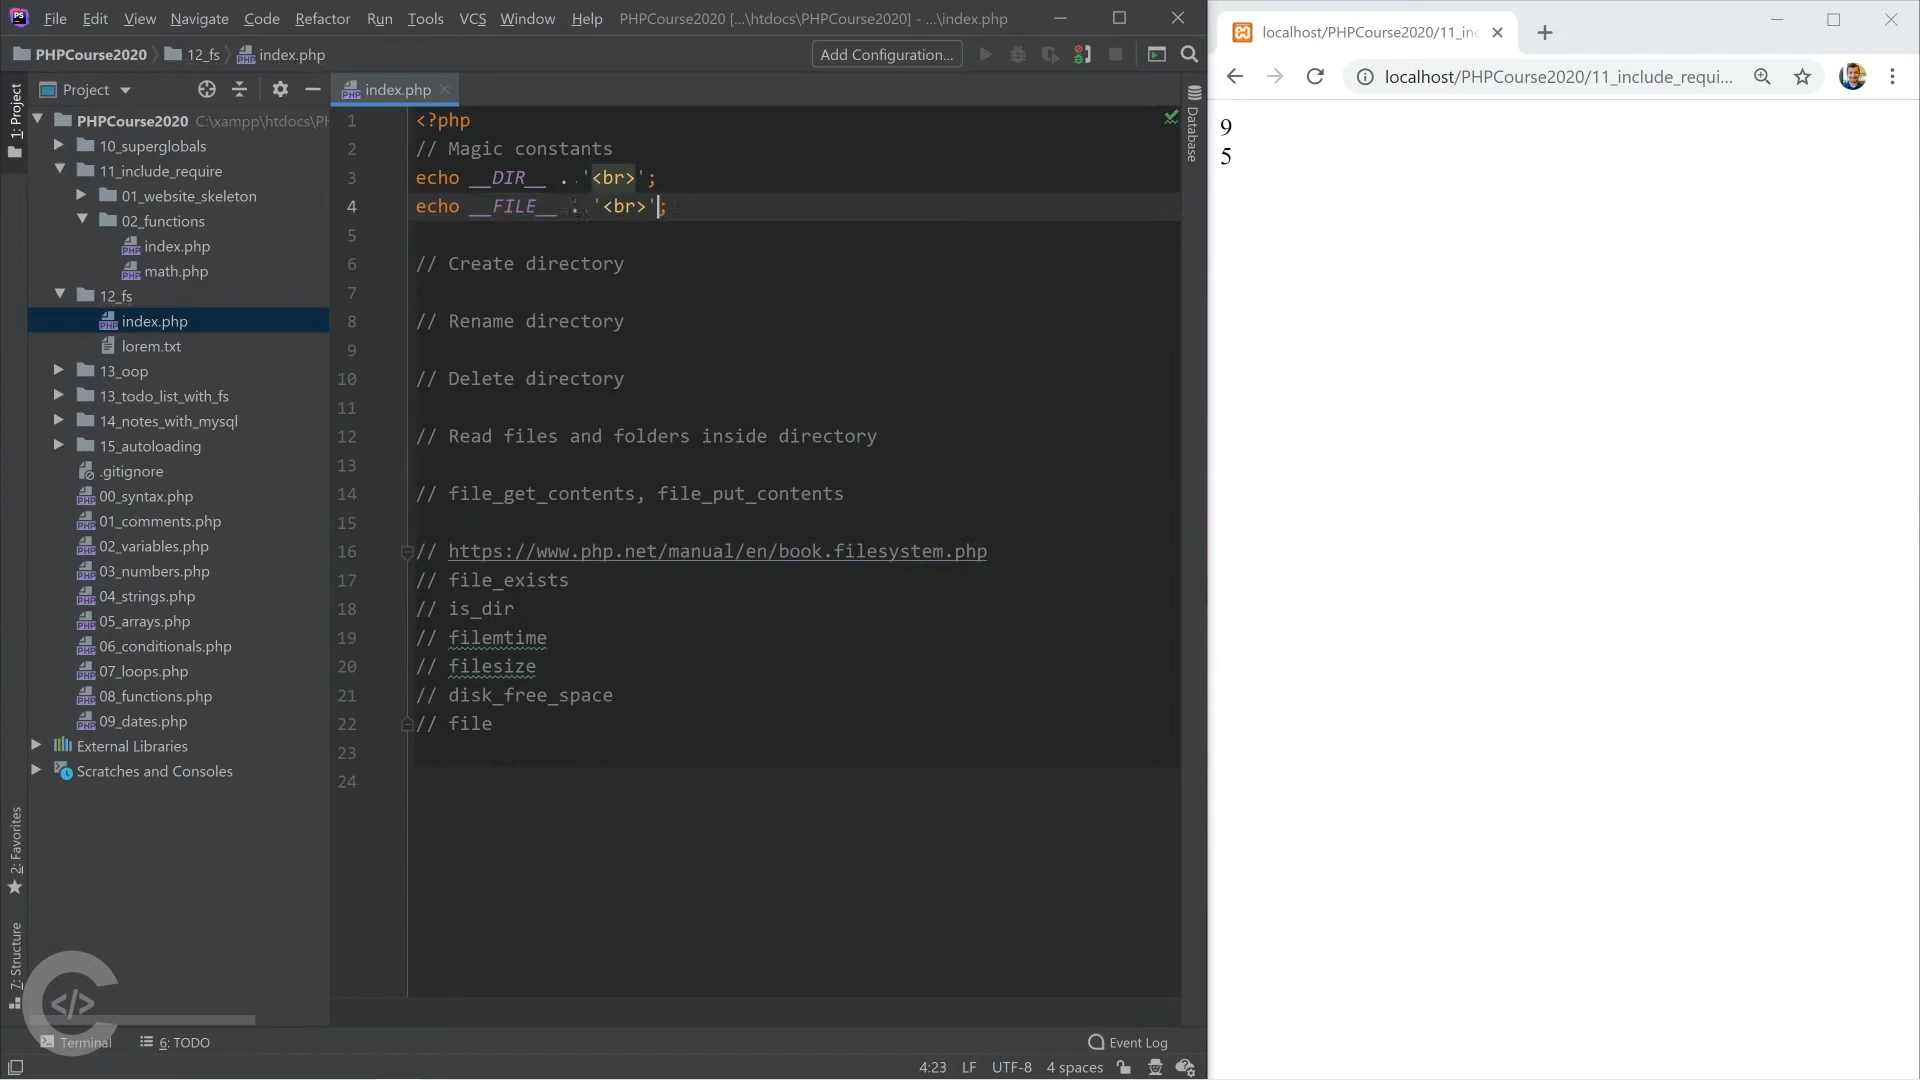 File Edit View Navigate Code Refactor Run Tools VCS Window Help PHPCourse2020 [...\htdocs\PHPCourse2020] - ...\index.php
PHPCourse2020 12_fs index.php Add Configuration...
1: Project
Project
PHPCourse2020 C:\xampp\htdocs\PH
10_superglobals
11_include_require
01_website_skeleton
02_functions
index.php
math.php
12_fs
index.php
lorem.txt
13_oop
13_todo_list_with_fs
14_notes_with_mysql
15_autoloading
.gitignore
00_syntax.php
01_comments.php
02_variables.php
03_numbers.php
04_strings.php
05_arrays.php
06_conditionals.php
07_loops.php
08_functions.php
09_dates.php
External Libraries
Scratches and Consoles
2: Favorites
7: Structure
index.php
1 <?php
2 // Magic constants
3 echo __DIR__ . '<br>';
4 echo __FILE__ . '<br>';
5
6 // Create directory
7
8 // Rename directory
9
10 // Delete directory
11
12 // Read files and folders inside directory
13
14 // file_get_contents, file_put_contents
15
16 // https://www.php.net/manual/en/book.filesystem.php
17 // file_exists
18 // is_dir
19 // filemtime
20 // filesize
21 // disk_free_space
22 // file
23
24
Database
Terminal 6: TODO Event Log
4:23 LF UTF-8 4 spaces
localhost/PHPCourse2020/11_inc
localhost/PHPCourse2020/11_include_requi...
9
5